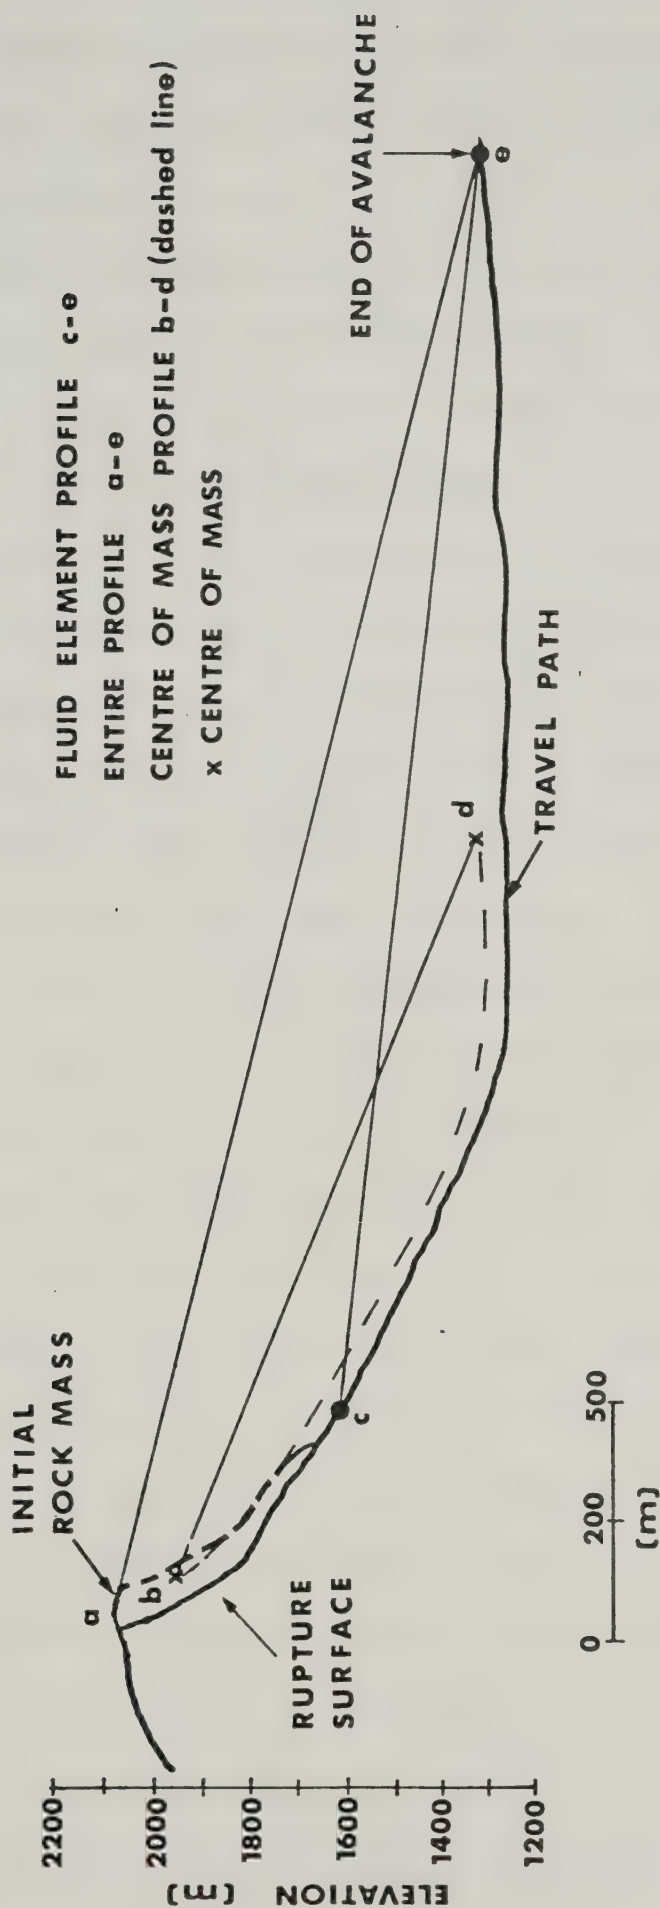 FLUID ELEMENT PROFILE c-e
ENTIRE PROFILE a-e
CENTRE OF MASS PROFILE b-d (dashed line)
x CENTRE OF MASS
INITIAL
ROCK MASS
END OF AVALANCHE
a
b
c
d
e
RUPTURE
SURFACE
TRAVEL PATH
ELEVATION (m)
2200
2000
1800
1600
1400
1200
0 200 500
(m)